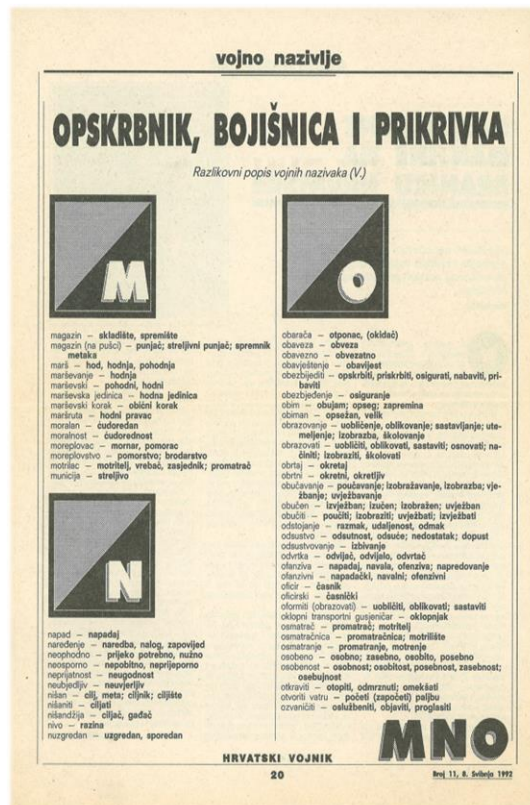 vojno nazivlje
OPSKRBNIK, BOJIŠNICA I PRIKRIVKA
Razlikovni popis vojnih nazivaka (V.)
M
magazin – skladište, spremište
magazin (na pušci) – punjač; streljivni punjač; spremnik
metaka
marš – hod, hodnja, pohodnja
marševanje – hodnja
marševski – pohodni, hodni
marševska jedinica – hodna jedinica
marševski korak – obični korak
maršruta – hodni pravac
moralan – ćudoredan
moralnost – ćudorednost
moreplovac – mornar, pomorac
moreplovstvo – pomorstvo; brodarstvo
motrilac – motritelj, vrebač, zasjednik; promatrač
municija – streljivo
N
napad – napadaj
naređenje – naredba, nalog, zapovijed
neophodno – prijeko potrebno, nužno
neosporno – nepobitno, neprijeporno
neprijatnost – neugodnost
neubjedljiv – neuvjerljiv
nišan – cilj, meta; ciljnik; ciljište
nišaniti – ciljati
nišandžija – ciljač, gađač
nivo – razina
nuzgredan – uzgredan, sporedan
O
obarača – otponac, (okidač)
obaveza – obveza
obavezno – obvezatno
obavještenje – obavijest
obezbijediti – opskrbiti, priskrbiti, osigurati, nabaviti, pri-
baviti
obezbjeđenje – osiguranje
obim – obujam; opseg; zapremina
obiman – opsežan, velik
obrazovanje – uobličenje, oblikovanje; sastavljanje; ute-
meljenje; izobrazba, školovanje
obrazovati – uobličiti, oblikovati, sastaviti; osnovati; na-
činiti; izobraziti, školovati
obrtaj – okretaj
obrtni – okretni, okretljiv
obučavanje – poučavanje; izobražavanje, izobrazba; vje-
žbanje; uvježbavanje
obučen – izvježban; izučen; izobražen; uvježban
obučiti – poučiti; izobraziti; uvježbati; izvježbati
odstojanje – razmak, udaljenost, odmak
odsustvo – odsutnost, odsuće; nedostatak; dopust
odsustvovanje – izbivanje
odvrtka – odvijač, odvijalo, odvrtač
ofanziva – napadaj, navala, ofenziva; napredovanje
ofanzivni – napadački, navalni; ofenzivni
oficir – časnik
oficirski – časnički
oformiti (obrazovati) – uobličiti, oblikovati; sastaviti
oklopni transportni gusjeničar – oklopnjak
osmatrač – promatrač; motritelj
osmatračnica – promatračnica; motrilište
osmatranje – promatranje, motrenje
osobeno – osobno; zasebno, osobito, posebno
osobenost – osobnost; osobitost, posebnost, zasebnost;
osebujnost
otkraviti – otopiti, odmrznuti; omekšati
otvoriti vatru – početi (započeti) paljbu
ozvaničiti – oslužbeniti, objaviti, proglasiti
MNO
HRVATSKI VOJNIK
20
Broj 11, 8. Svibnja 1992